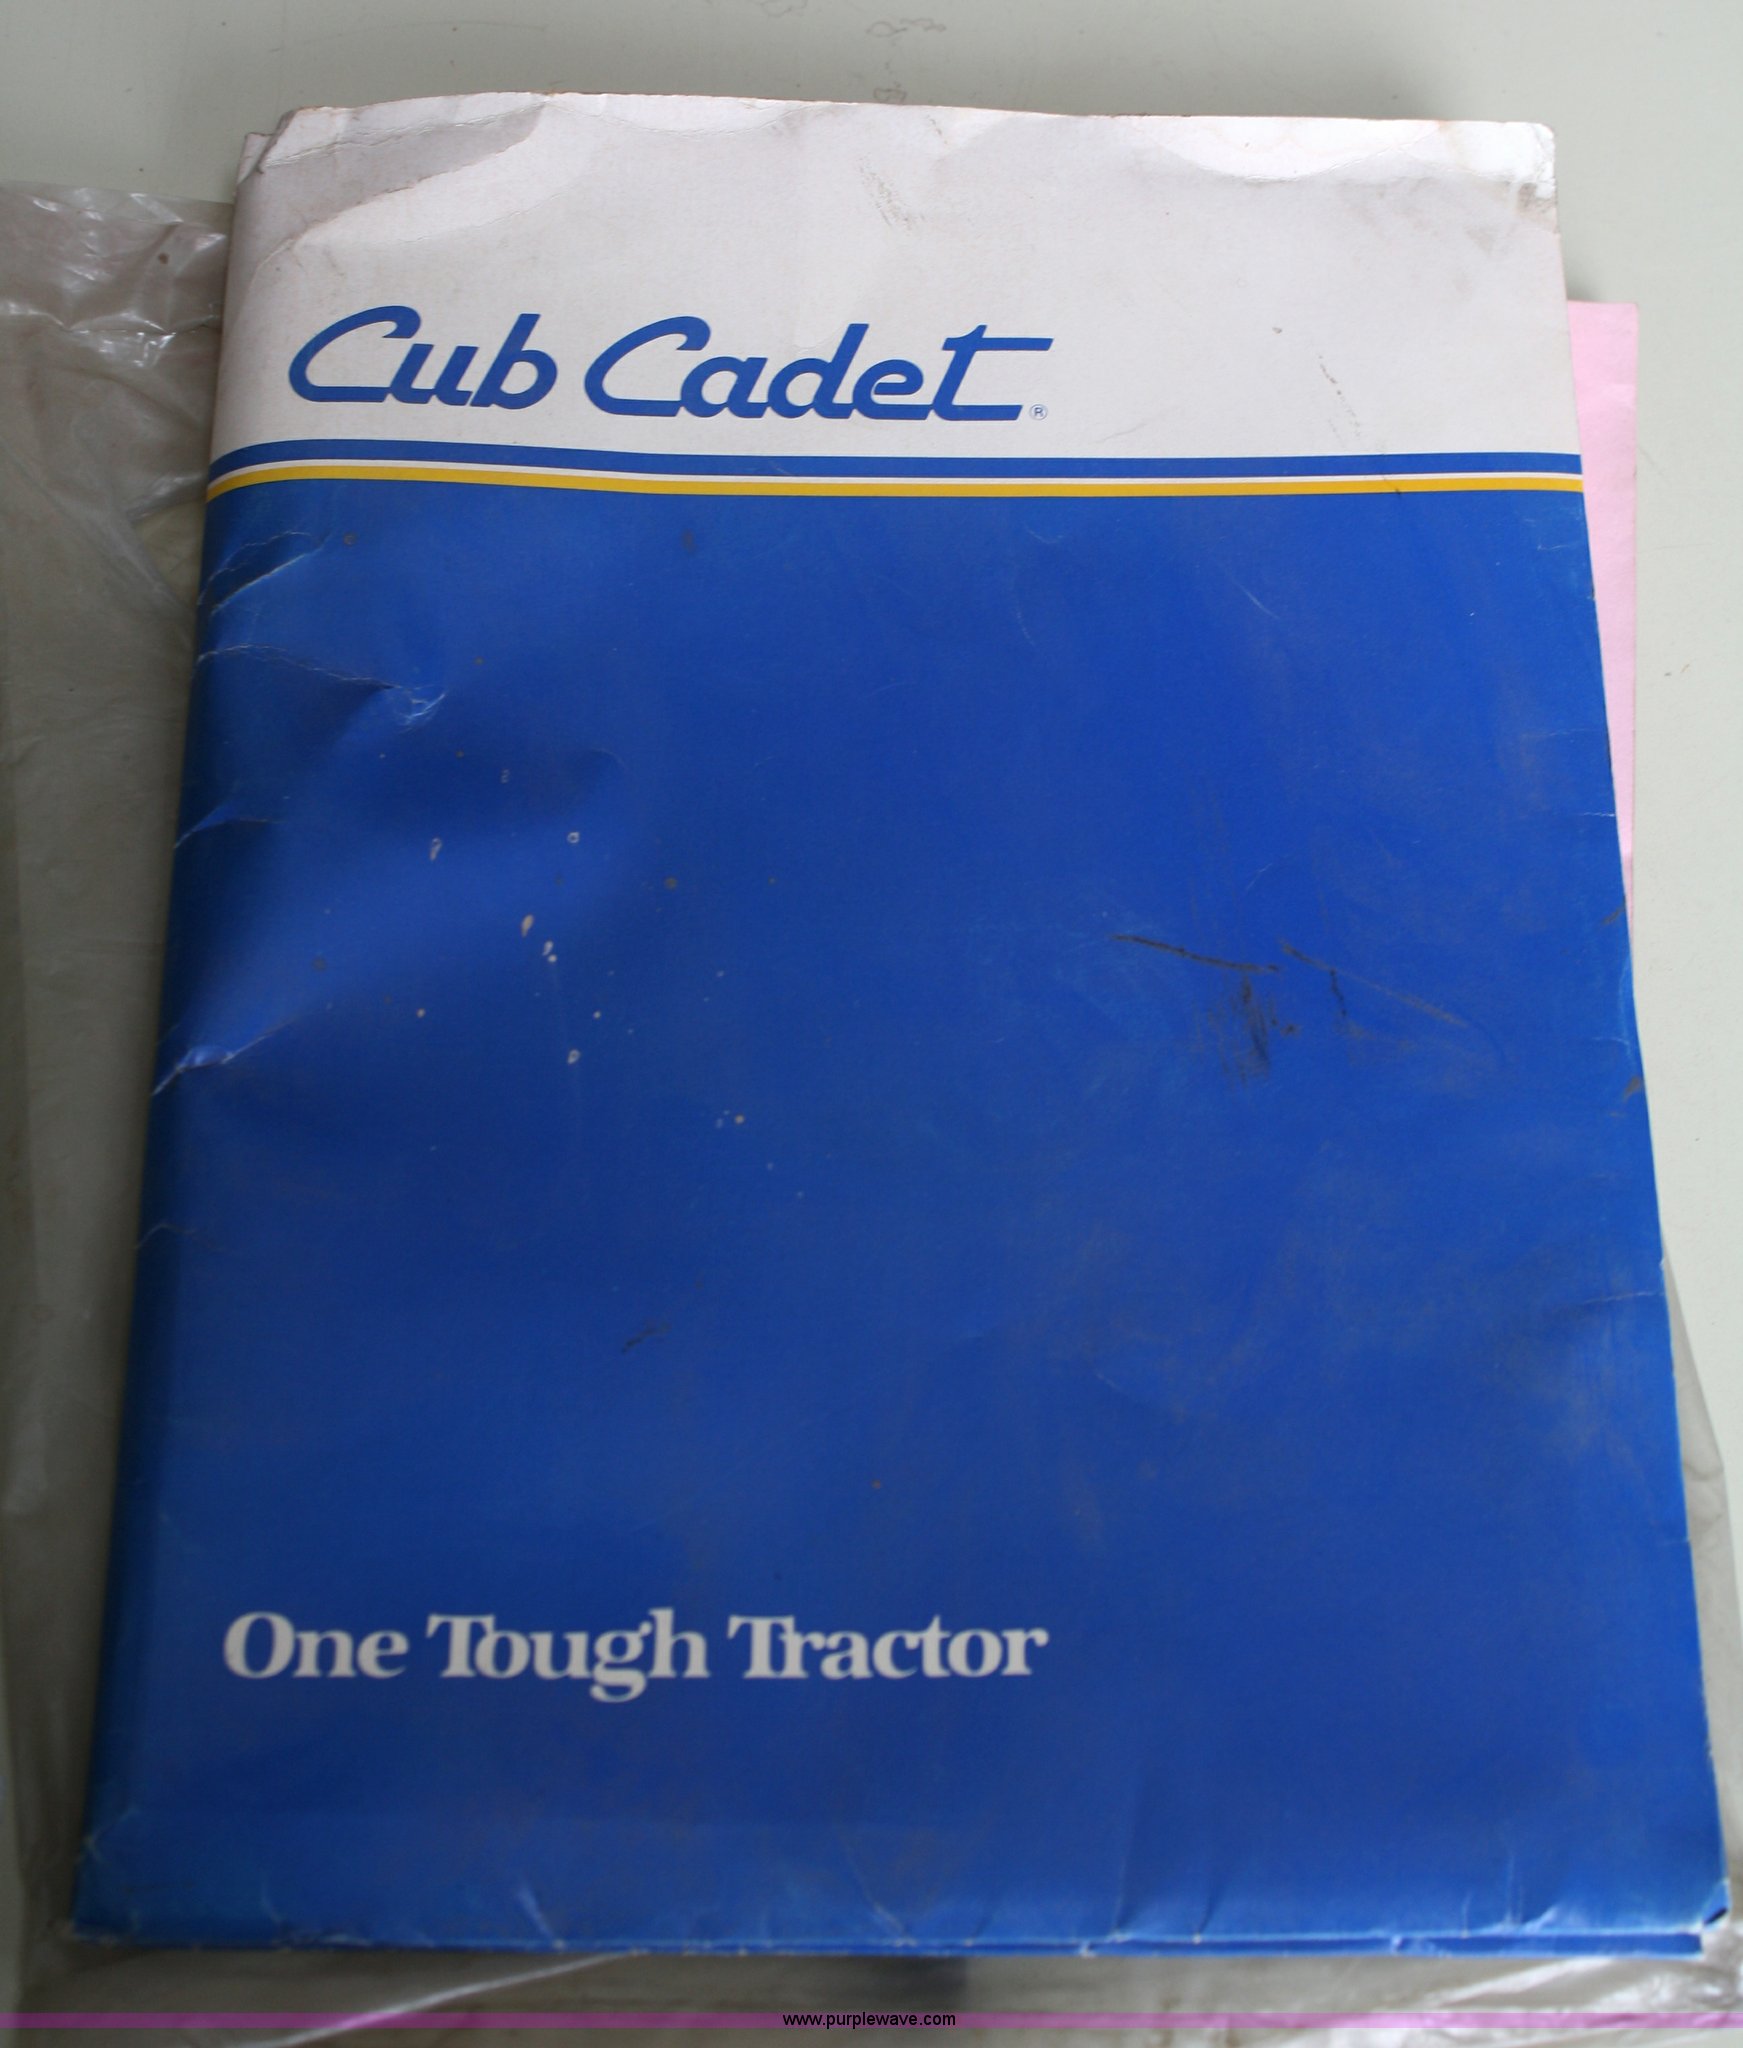 Cub Cadet®
One Tough Tractor
www.purplewave.com